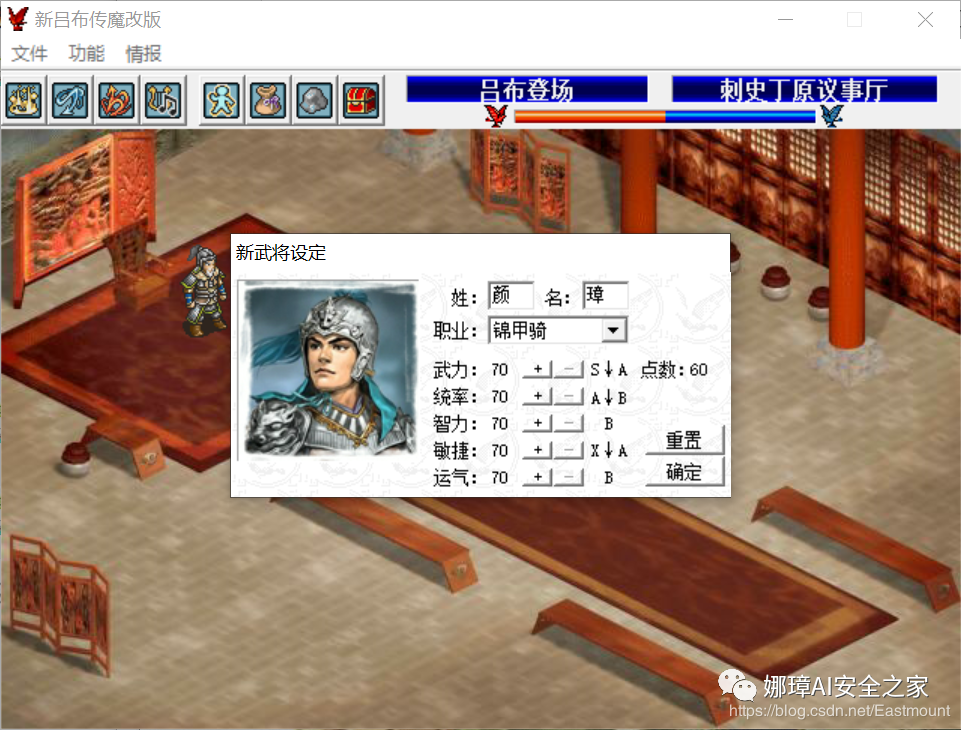 新吕布传魔改版
文件 功能 情报
吕布登场 刺史丁原议事厅
新武将设定
姓: 颜 名: 璋
职业: 锦甲骑
武力: 70 + - S↓A 点数:60
统率: 70 + - A↓B
智力: 70 + - B
重置
敏捷: 70 + - X↓A
确定
运气: 70 + - B
娜璋AI安全之家
https://blog.csdn.net/Eastmount